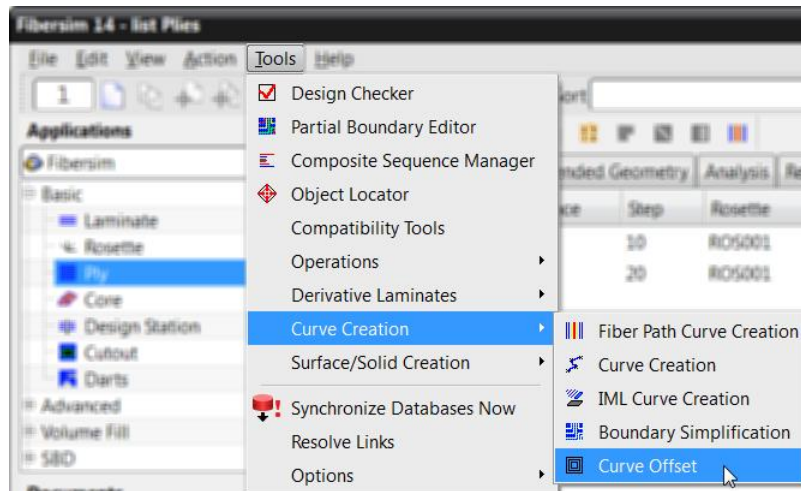 Fibersim 14 - list Plies
File Edit View Action Tools Help
1
Applications
Fibersim
Basic
Laminate
Rosette
Ply
Core
Design Station
Cutout
Darts
Advanced
Volume Fill
SBD
Design Checker
Partial Boundary Editor
Composite Sequence Manager
Object Locator
Compatibility Tools
Operations
Derivative Laminates
Curve Creation
Surface/Solid Creation
Synchronize Databases Now
Resolve Links
Options
Geometry Analysis
Step Rosette
10 ROS001
20 ROS001
Fiber Path Curve Creation
Curve Creation
IML Curve Creation
Boundary Simplification
Curve Offset